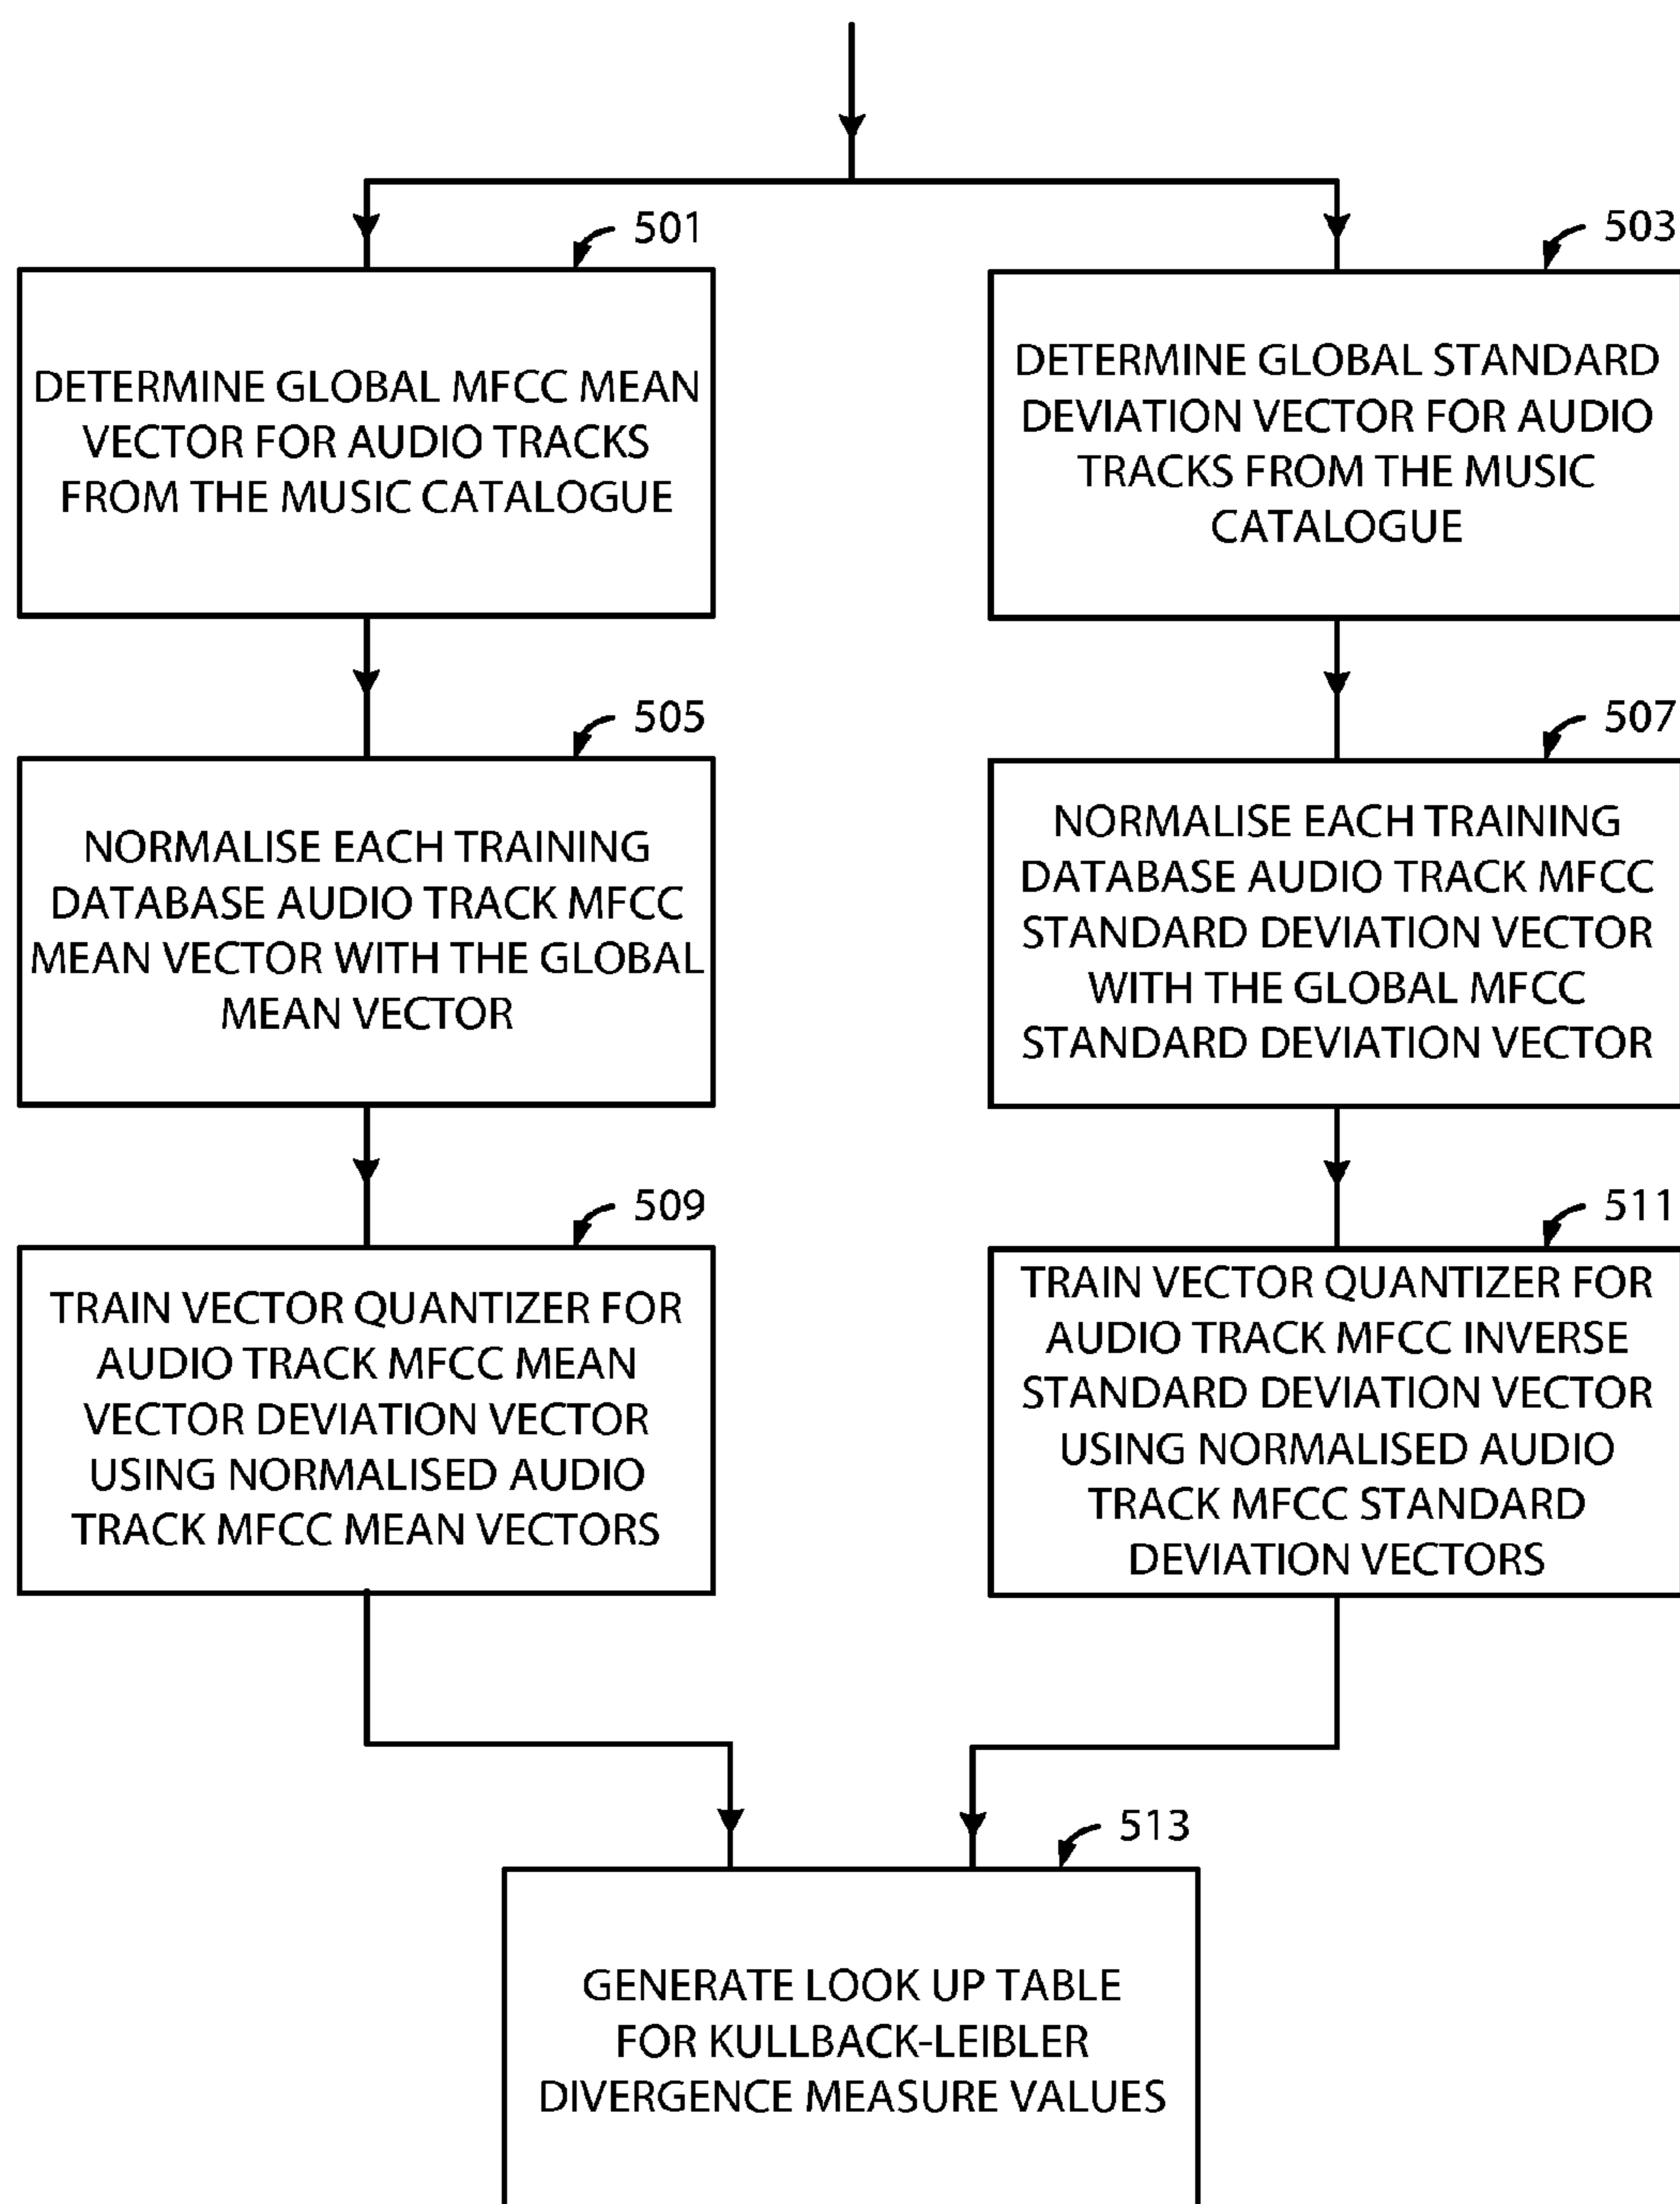 501
DETERMINE GLOBAL MFCC MEAN
VECTOR FOR AUDIO TRACKS
FROM THE MUSIC CATALOGUE
503
DETERMINE GLOBAL STANDARD
DEVIATION VECTOR FOR AUDIO
TRACKS FROM THE MUSIC
CATALOGUE
505
NORMALISE EACH TRAINING
DATABASE AUDIO TRACK MFCC
MEAN VECTOR WITH THE GLOBAL
MEAN VECTOR
507
NORMALISE EACH TRAINING
DATABASE AUDIO TRACK MFCC
STANDARD DEVIATION VECTOR
WITH THE GLOBAL MFCC
STANDARD DEVIATION VECTOR
509
TRAIN VECTOR QUANTIZER FOR
AUDIO TRACK MFCC MEAN
VECTOR DEVIATION VECTOR
USING NORMALISED AUDIO
TRACK MFCC MEAN VECTORS
511
TRAIN VECTOR QUANTIZER FOR
AUDIO TRACK MFCC INVERSE
STANDARD DEVIATION VECTOR
USING NORMALISED AUDIO
TRACK MFCC STANDARD
DEVIATION VECTORS
513
GENERATE LOOK UP TABLE
FOR KULLBACK-LEIBLER
DIVERGENCE MEASURE VALUES